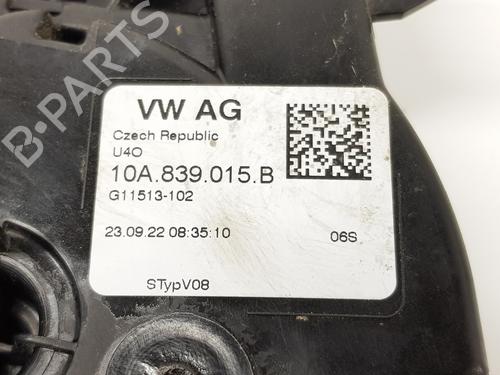 VW AG
Czech Republic
U4O
10A.839.015.B
G11513-102
23.09.22 08:35:10 06S
STypV08
B-PARTS